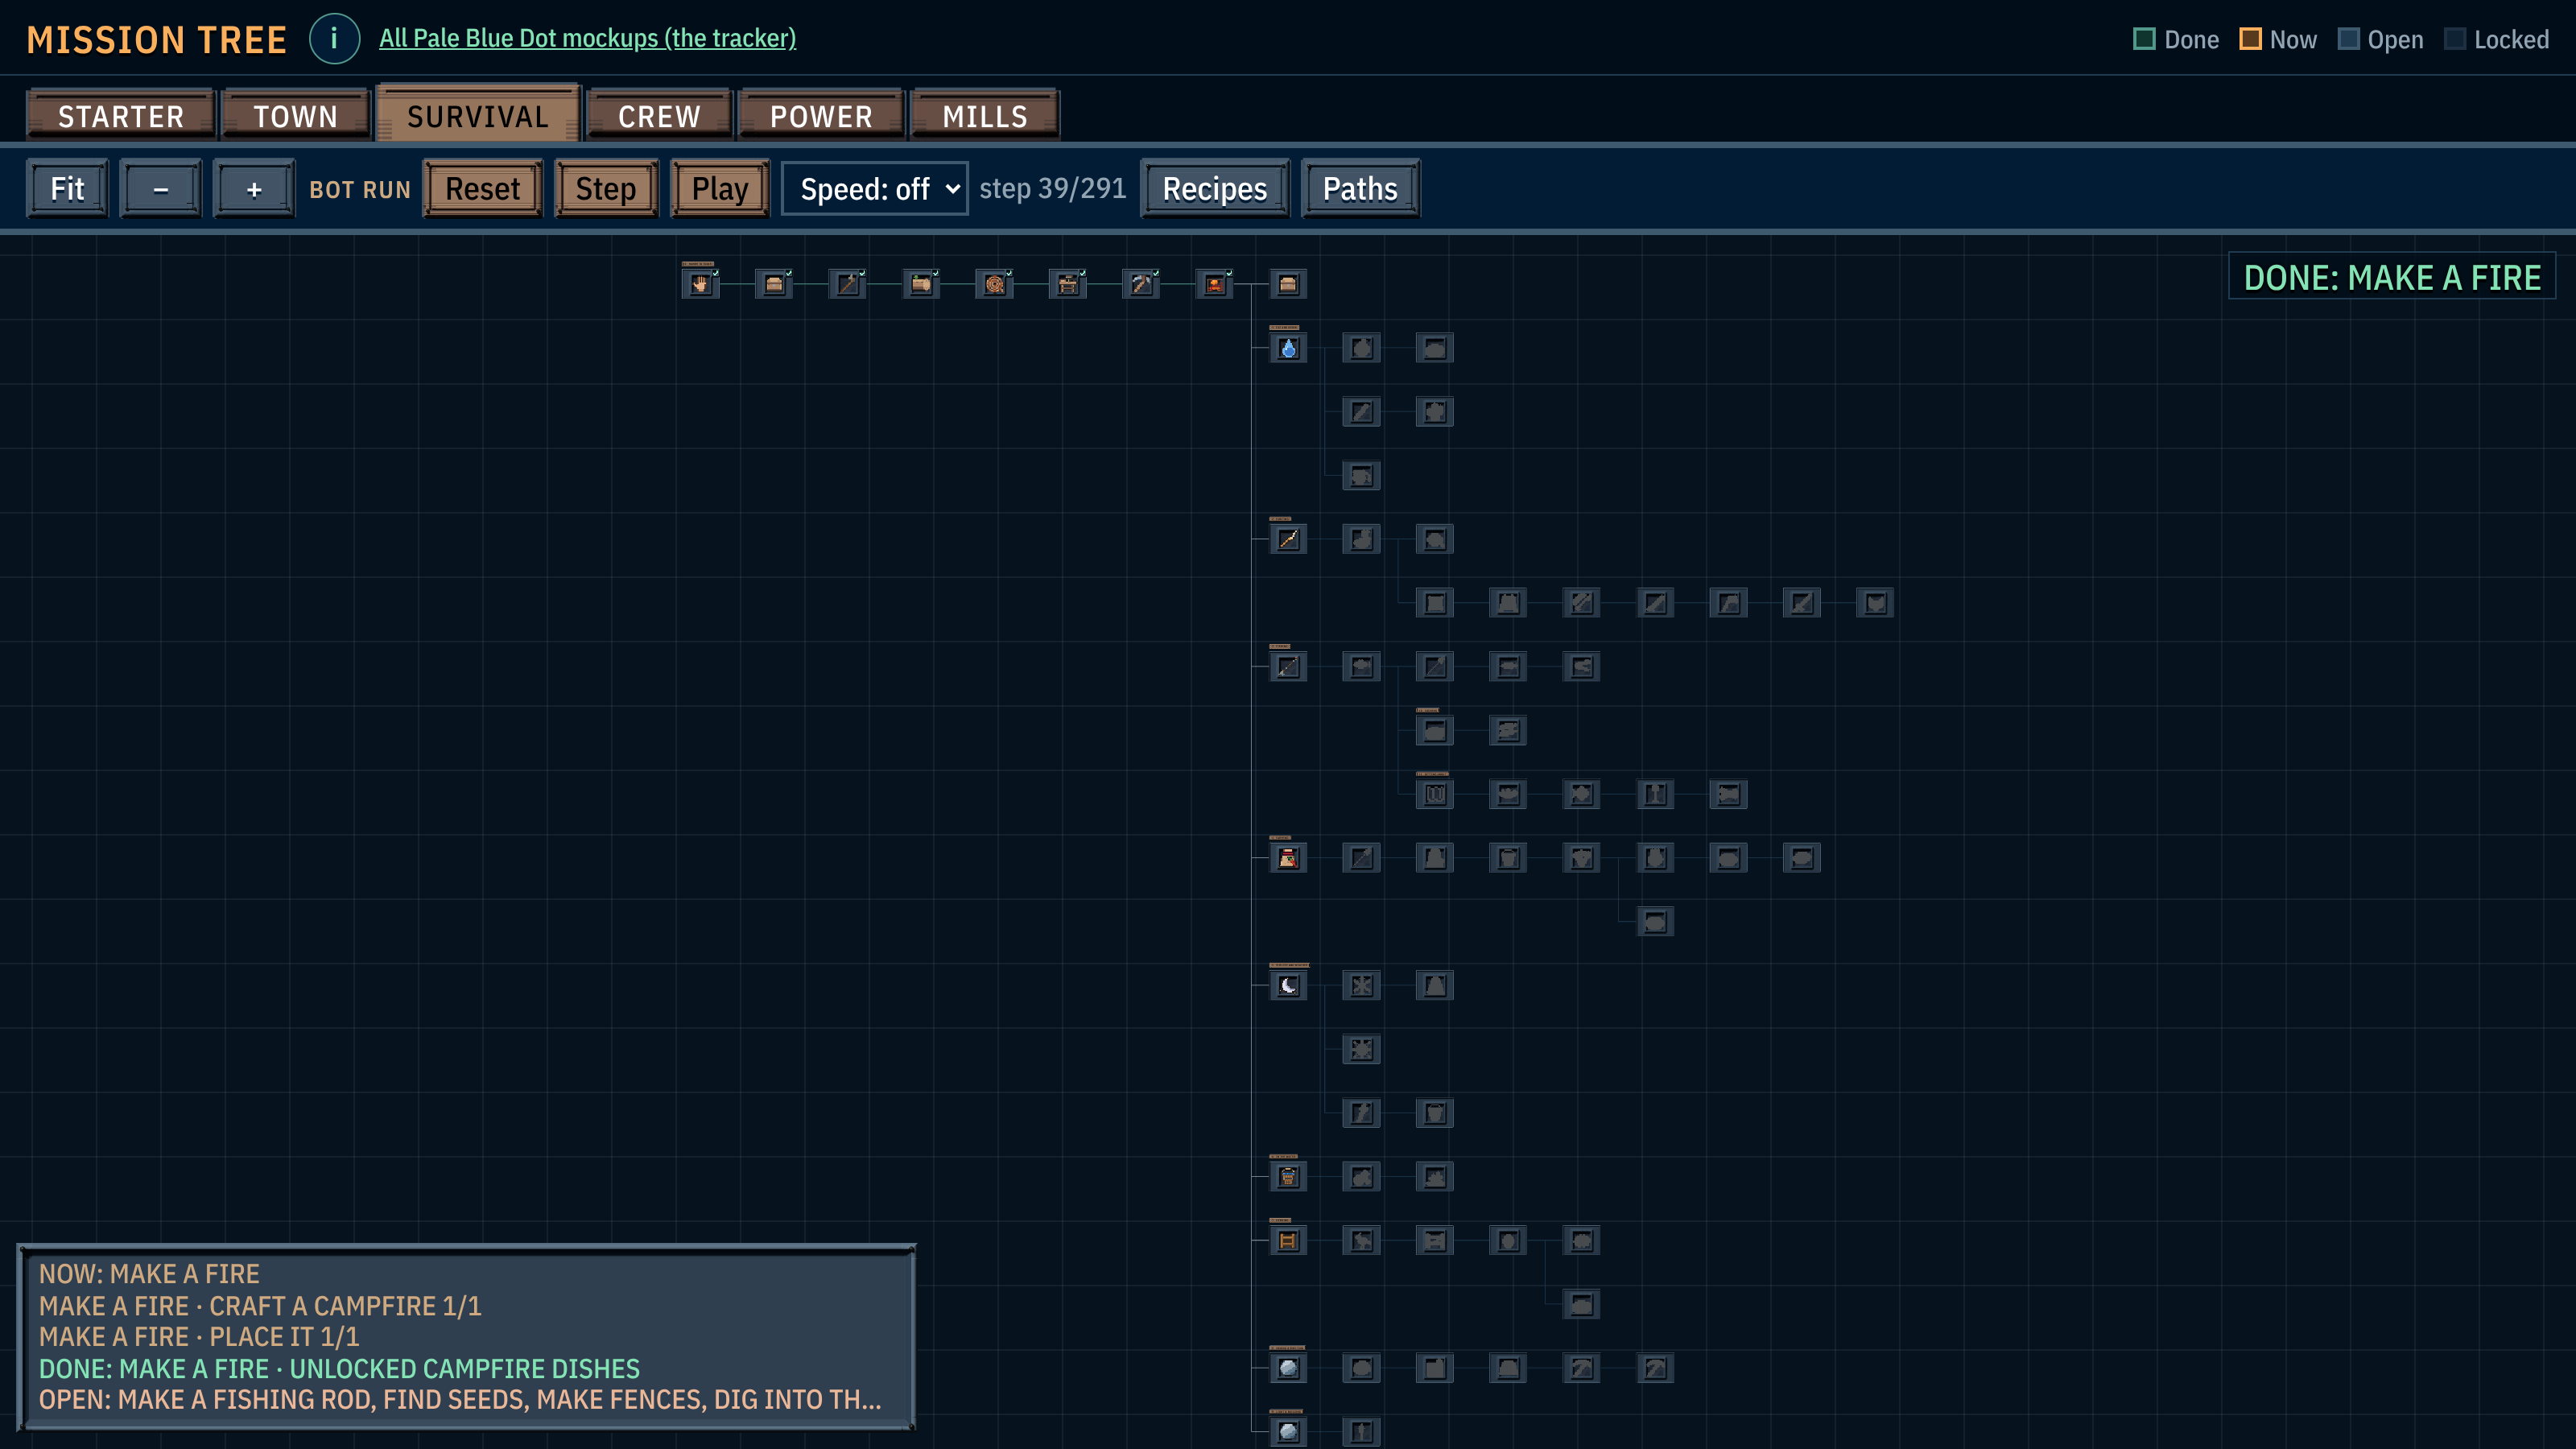 MISSION TREE
i
All Pale Blue Dot mockups (the tracker)
Done
Now
Open
Locked
STARTER
TOWN
SURVIVAL
CREW
POWER
MILLS
Fit
–
+
BOT RUN
Reset
Step
Play
Speed: off
step 39/291
Recipes
Paths
DONE: MAKE A FIRE
NOW: MAKE A FIRE
MAKE A FIRE · CRAFT A CAMPFIRE 1/1
MAKE A FIRE · PLACE IT 1/1
DONE: MAKE A FIRE · UNLOCKED CAMPFIRE DISHES
OPEN: MAKE A FISHING ROD, FIND SEEDS, MAKE FENCES, DIG INTO TH...